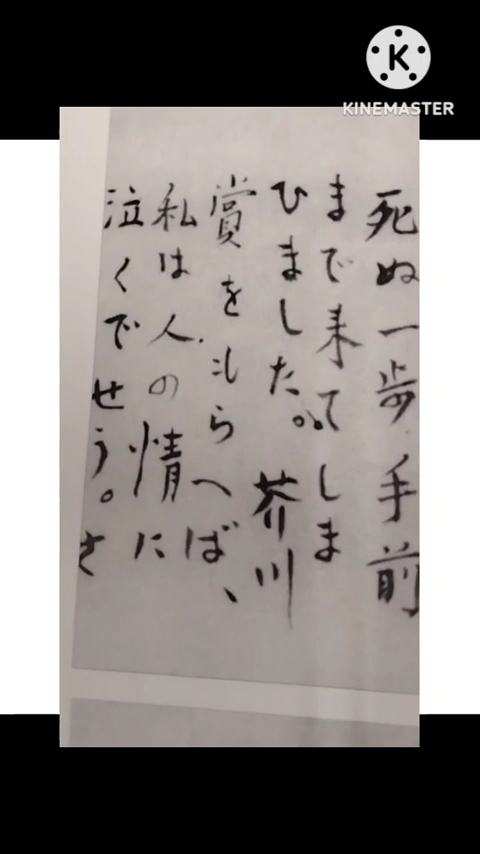 死ぬ一歩手前
まで来てしま
ひました。芥川
賞をもらへば、
私は人の情に
泣くでせう。さ
KINEMASTER